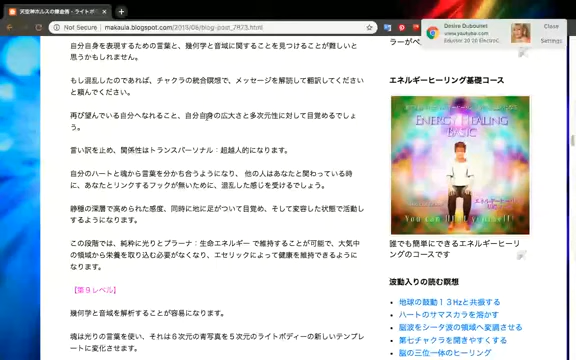 天空神ホルスの錬金術 - ライトボデ
Not Secure | makaula.blogspot.com/2019/08/blog-post_7R73.html
Desire Dubounet
www.youtube.com
Close
Settings
自分自身を表現するための言葉と、幾何学と音域に関することを見つけることが難しいと
思うかもしれません。
もし混乱したのであれば、チャクラの統合瞑想で、メッセージを解読して翻訳してください
と頼んでください。
再び望んでいる自分へなれること、自分自身の広大さと多次元性に対して目覚めるでしょ
う。
言い訳を止め、関係性はトランスパーソナル：超越人的になります。
自分のハートと魂から言葉を分かち合うようになり、他の人はあなたと関わっている時
に、あなたとリンクするフックが無いために、混乱した感じを受けるでしょう。
静穏の深層で高められた感度、同時に地に足がついて目覚め、そして変容した状態で活動し
するようになります。
この段階では、純粋に光りとプラーナ：生命エネルギー で維持することが可能で、大気中
の領域から栄養を取り込む必要がなくなり、エセリックによって健康を維持できるように
なります。
【第９レベル】
幾何学と音域を解析することが容易になります。
魂は光りの言葉を使い、それは６次元の青写真を５次元のライトボディーの新しいテンプレ
ートに変化させます。
エネルギーヒーリング基礎コース
ENERGY HEALING
BASIC
You can Heal yourself
誰でも簡単にできるエネルギーヒーリ
ングのコースです
波動入りの読む瞑想
地球の鼓動１３Hzと共振する
ハートのサマスカラを溶かす
脳波をシータ波の領域へ変調させる
第七チャクラを開きやすくする
脳の三位一体のヒーリング